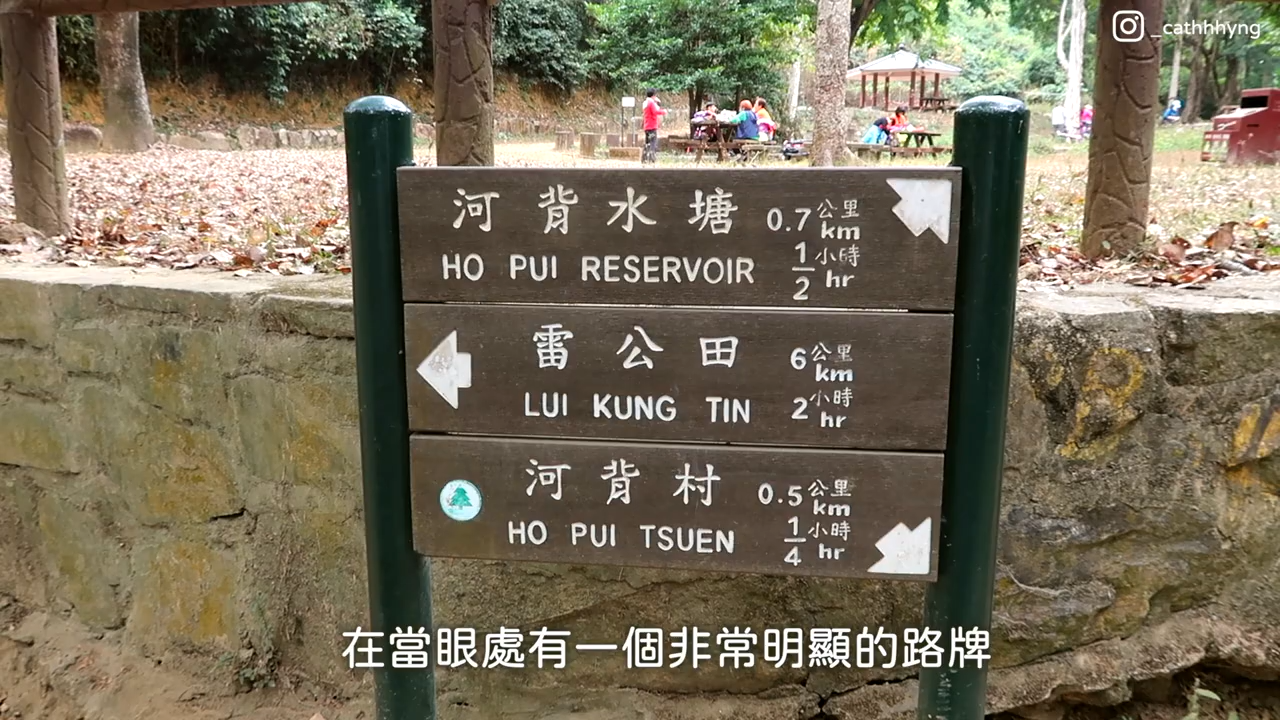 _cathhhyng
河背水塘 0.7公里
km
HO PUI RESERVOIR 1/2小時
hr
雷公田 6公里
km
LUI KUNG TIN 2小時
hr
河背村 0.5公里
km
HO PUI TSUEN 1/4小時
hr
在當眼處有一個非常明顯的路牌